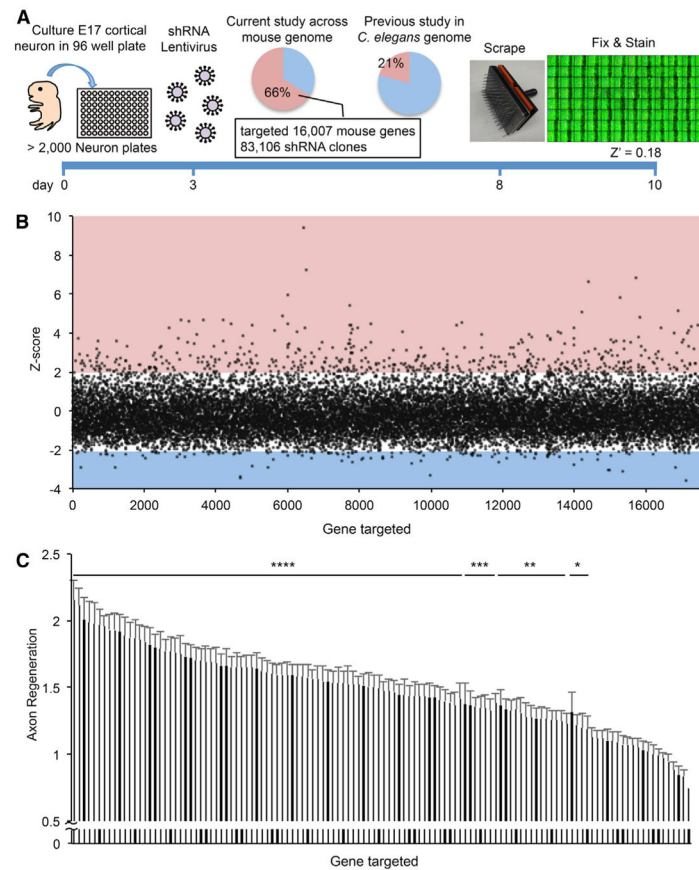 A
Culture E17 cortical
neuron in 96 well plate
> 2,000 Neuron plates
shRNA
Lentivirus
Current study across
mouse genome
66%
targeted 16,007 mouse genes
83,106 shRNA clones
Previous study in
C. elegans genome
21%
Scrape
Fix & Stain
Z' = 0.18
day 0 3 8 10
B
Z-score
10
8
6
4
2
0
-2
-4
0 2000 4000 6000 8000 10000 12000 14000 16000
Gene targeted
C
Axon Regeneration
2.5
2
1.5
1
0.5
0
**** *** ** *
Gene targeted